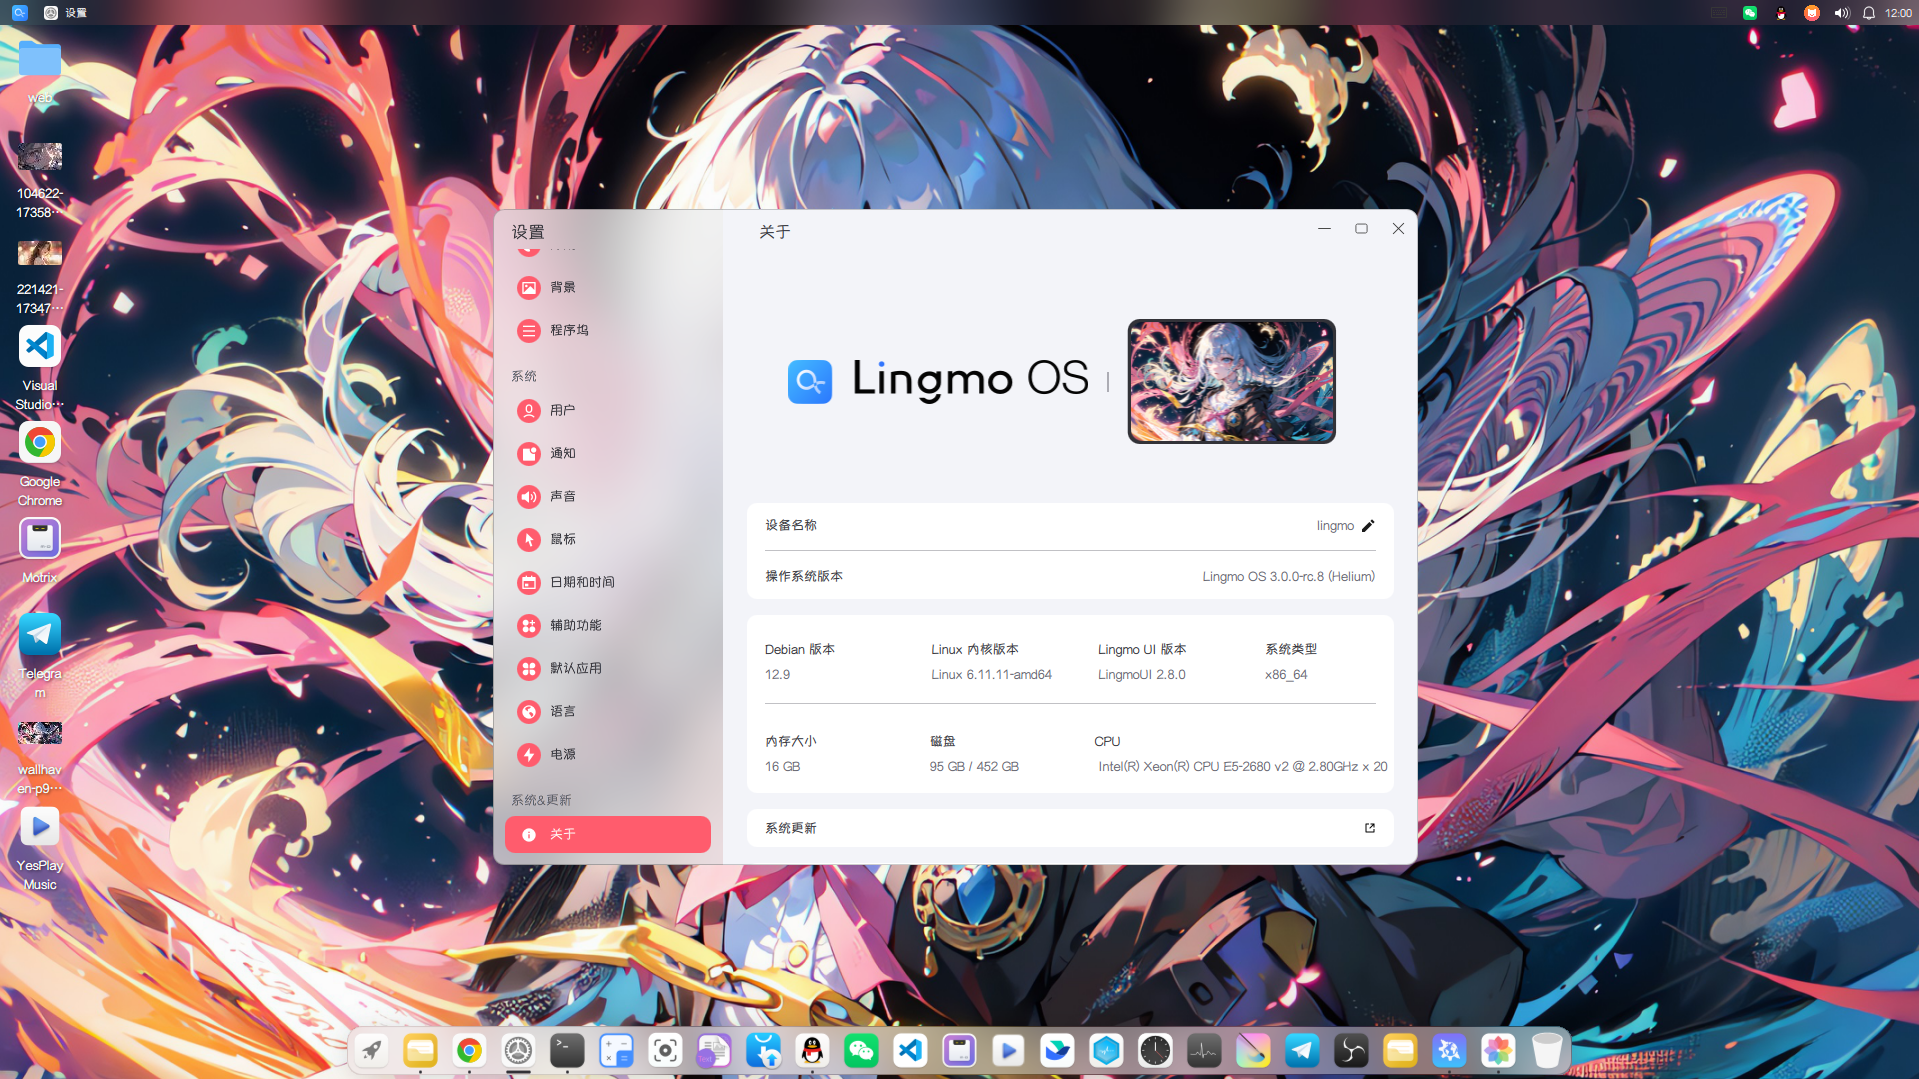 设置
12:00
web
104622-
17358···
221421-
17347···
Visual
Studio···
Google
Chrome
Motrix
Telegra
m
wallhav
en-p9···
YesPlay
Music
设置
背景
程序坞
系统
用户
通知
声音
鼠标
日期和时间
辅助功能
默认应用
语言
电源
系统&更新
关于
关于
Lingmo OS
设备名称
lingmo
操作系统版本
Lingmo OS 3.0.0-rc.8 (Helium)
Debian 版本
Linux 内核版本
Lingmo UI 版本
系统类型
12.9
Linux 6.11.11-amd64
LingmoUI 2.8.0
x86_64
内存大小
磁盘
CPU
16 GB
95 GB / 452 GB
Intel(R) Xeon(R) CPU E5-2680 v2 @ 2.80GHz x 20
系统更新
Text